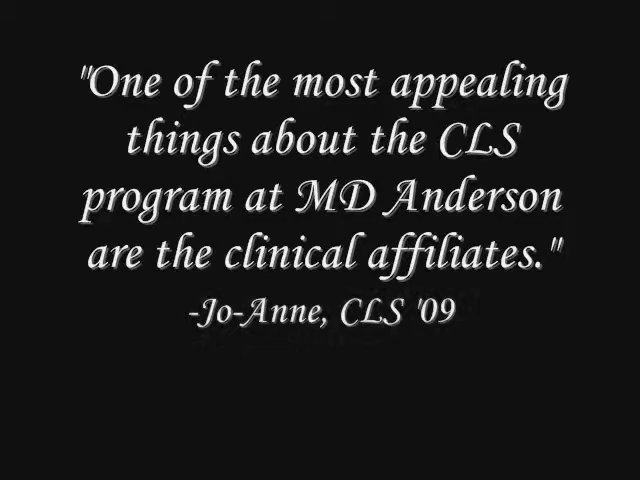 "One of the most appealing
things about the CLS
program at MD Anderson
are the clinical affiliates."
-Jo-Anne, CLS '09